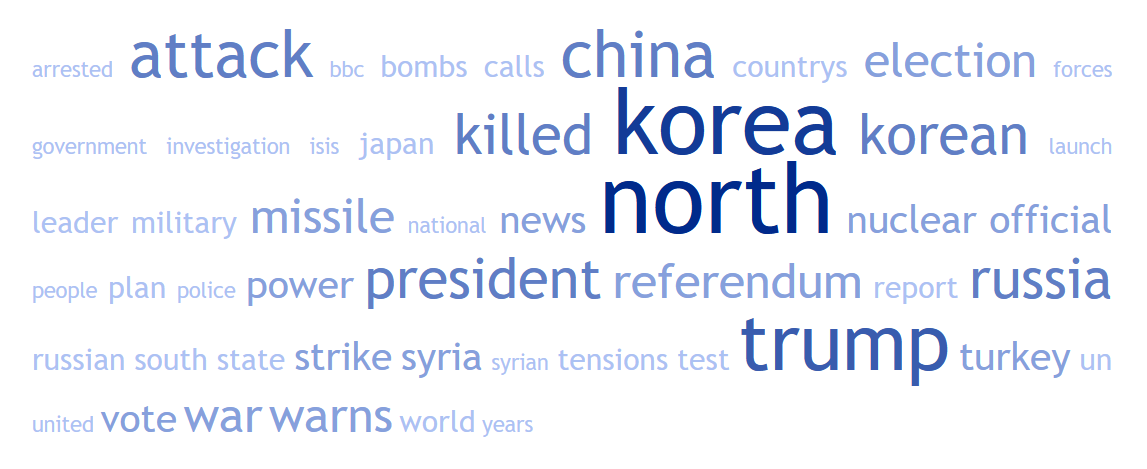 arrested attack bbc bombs calls china countrys election forces
government investigation isis japan killed korea korean launch
leader military missile national news north nuclear official
people plan police power president referendum report russia
russian south state strike syria syrian tensions test trump turkey un
united vote war warns world years